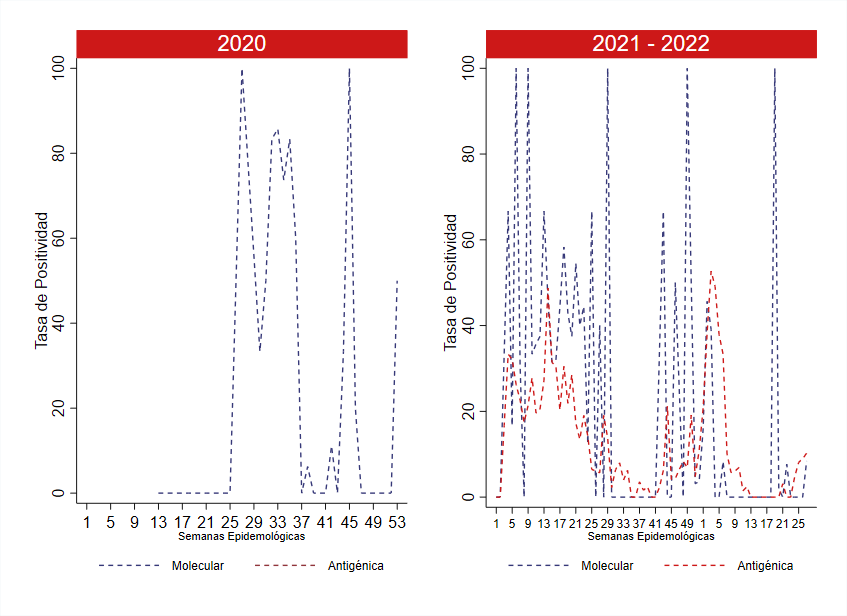 2020
Tasa de Positividad
100
80
60
40
20
0
1 5 9 13 17 21 25 29 33 37 41 45 49 53
Semanas Epidemológicas
Molecular Antigénica
2021 - 2022
Tasa de Positividad
100
80
60
40
20
0
1 5 9 13 17 21 25 29 33 37 41 45 49 1 5 9 13 17 21 25
Semanas Epidemológicas
Molecular Antigénica